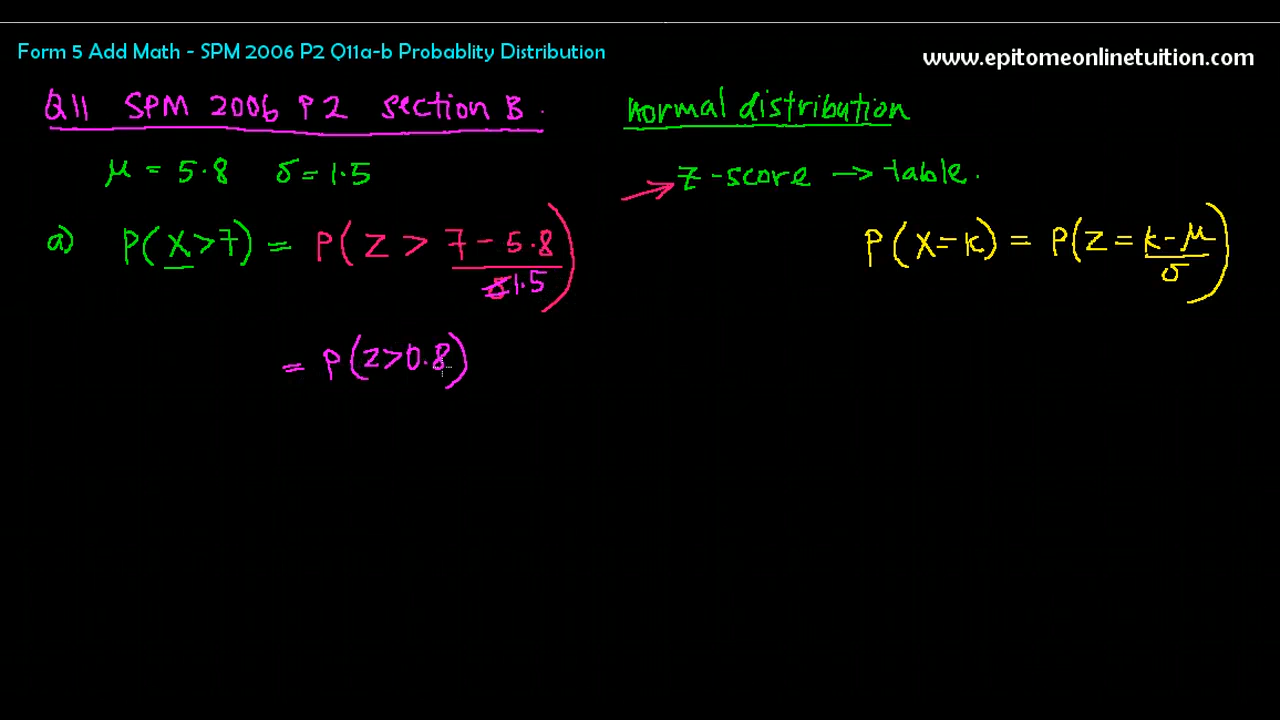 Form 5 Add Math - SPM 2006 P2 Q11a-b Probablity Distribution
www.epitomeonlinetuition.com
Q11 SPM 2006 P2 section B.
normal distribution
μ = 5.8 σ = 1.5
z-score → table.
a) P(X>7) = P(Z > 7 - 5.8 / 1.5)
P(X=k) = P(Z = k-μ / σ)
= P(Z>0.8)